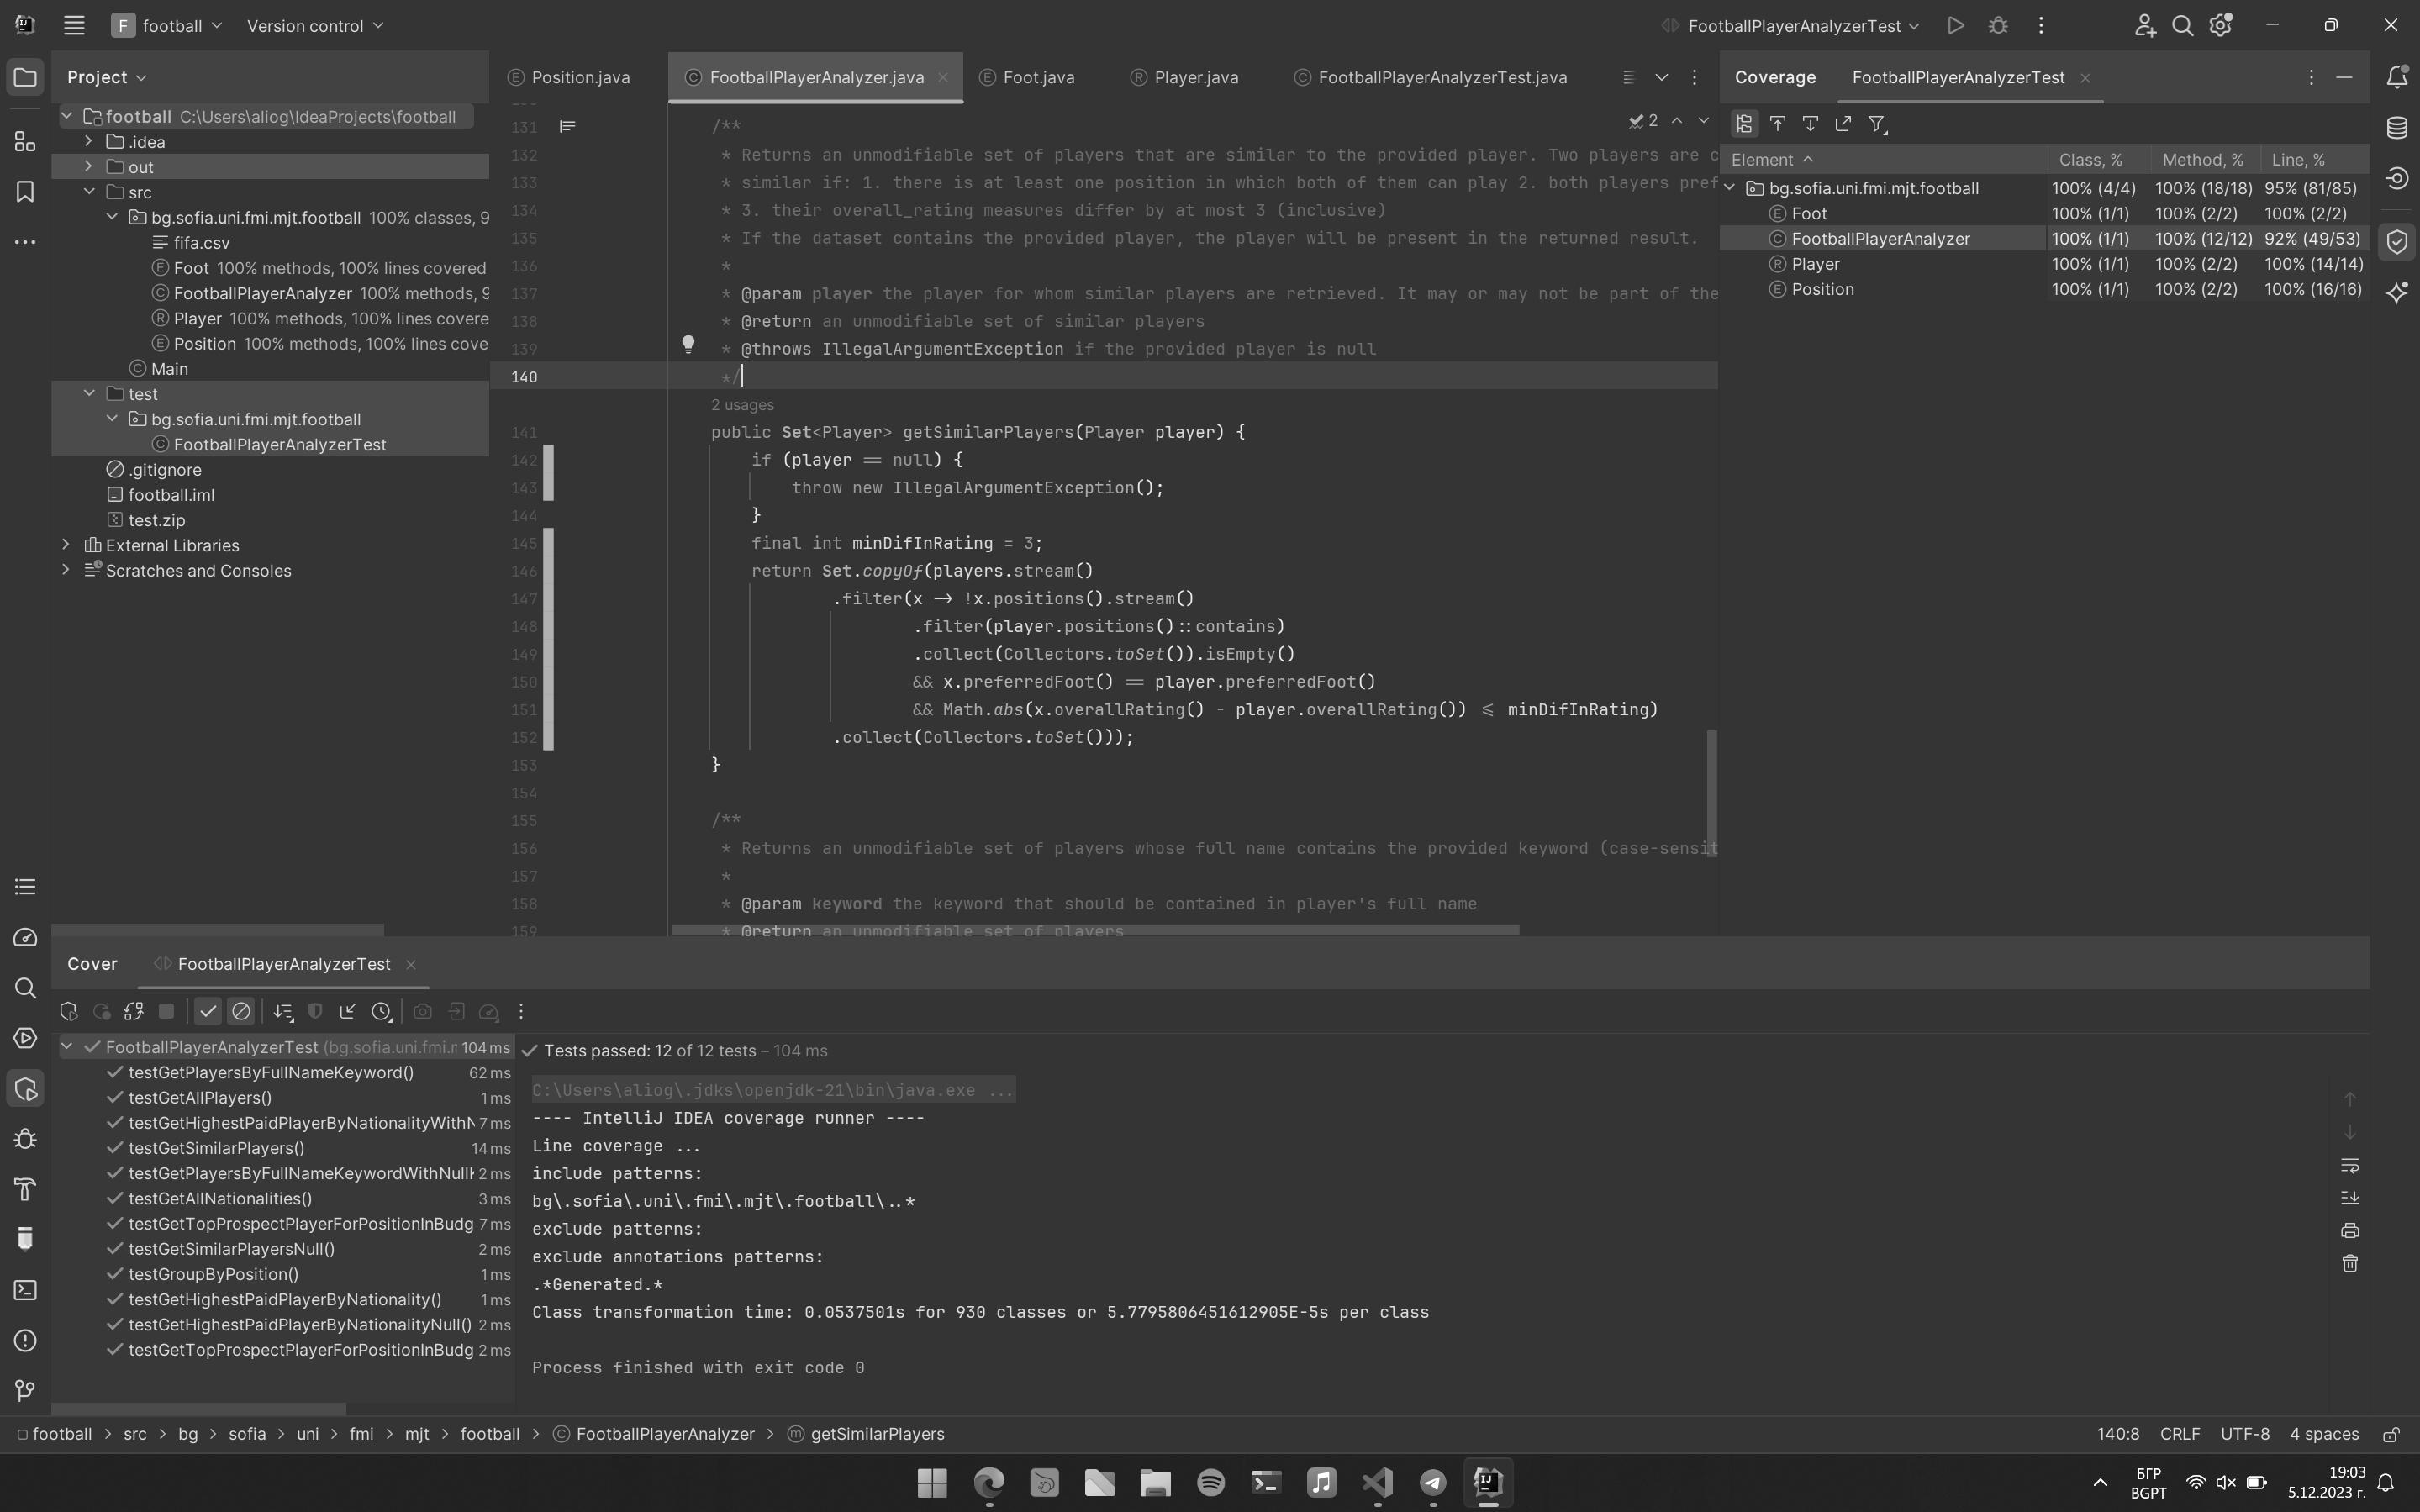 F football Version control
FootballPlayerAnalyzerTest
Project
football C:\Users\aliog\IdeaProjects\football
.idea
out
src
bg.sofia.uni.fmi.mjt.football 100% classes, 9
fifa.csv
Foot 100% methods, 100% lines covered
FootballPlayerAnalyzer 100% methods, 9
Player 100% methods, 100% lines covere
Position 100% methods, 100% lines cove
Main
test
bg.sofia.uni.fmi.mjt.football
FootballPlayerAnalyzerTest
.gitignore
football.iml
test.zip
External Libraries
Scratches and Consoles
Position.java FootballPlayerAnalyzer.java Foot.java Player.java FootballPlayerAnalyzerTest.java
2
131 /**
132 * Returns an unmodifiable set of players that are similar to the provided player. Two players are c
133 * similar if: 1. there is at least one position in which both of them can play 2. both players pref
134 * 3. their overall_rating measures differ by at most 3 (inclusive)
135 * If the dataset contains the provided player, the player will be present in the returned result.
136 *
137 * @param player the player for whom similar players are retrieved. It may or may not be part of the
138 * @return an unmodifiable set of similar players
139 * @throws IllegalArgumentException if the provided player is null
140 */
2 usages
141 public Set<Player> getSimilarPlayers(Player player) {
142 if (player == null) {
143 throw new IllegalArgumentException();
144 }
145 final int minDifInRating = 3;
146 return Set.copyOf(players.stream()
147 .filter(x -> !x.positions().stream()
148 .filter(player.positions()::contains)
149 .collect(Collectors.toSet()).isEmpty()
150 && x.preferredFoot() == player.preferredFoot()
151 && Math.abs(x.overallRating() - player.overallRating()) <= minDifInRating)
152 .collect(Collectors.toSet()));
153 }
154
155 /**
156 * Returns an unmodifiable set of players whose full name contains the provided keyword (case-sensit
157 *
158 * @param keyword the keyword that should be contained in player's full name
159 * @return an unmodifiable set of players
Coverage FootballPlayerAnalyzerTest
Element Class, % Method, % Line, %
bg.sofia.uni.fmi.mjt.football 100% (4/4) 100% (18/18) 95% (81/85)
Foot 100% (1/1) 100% (2/2) 100% (2/2)
FootballPlayerAnalyzer 100% (1/1) 100% (12/12) 92% (49/53)
Player 100% (1/1) 100% (2/2) 100% (14/14)
Position 100% (1/1) 100% (2/2) 100% (16/16)
Cover FootballPlayerAnalyzerTest
FootballPlayerAnalyzerTest (bg.sofia.uni.fmi.r 104 ms
testGetPlayersByFullNameKeyword() 62 ms
testGetAllPlayers() 1 ms
testGetHighestPaidPlayerByNationalityWithN 7 ms
testGetSimilarPlayers() 14 ms
testGetPlayersByFullNameKeywordWithNullK 2 ms
testGetAllNationalities() 3 ms
testGetTopProspectPlayerForPositionInBudg 7 ms
testGetSimilarPlayersNull() 2 ms
testGroupByPosition() 1 ms
testGetHighestPaidPlayerByNationality() 1 ms
testGetHighestPaidPlayerByNationalityNull() 2 ms
testGetTopProspectPlayerForPositionInBudg 2 ms
Tests passed: 12 of 12 tests – 104 ms
C:\Users\aliog\.jdks\openjdk-21\bin\java.exe ...
---- IntelliJ IDEA coverage runner ----
Line coverage ...
include patterns:
bg\.sofia\.uni\.fmi\.mjt\.football\..*
exclude patterns:
exclude annotations patterns:
.*Generated.*
Class transformation time: 0.0537501s for 930 classes or 5.7795806451612905E-5s per class
Process finished with exit code 0
football > src > bg > sofia > uni > fmi > mjt > football > FootballPlayerAnalyzer > getSimilarPlayers
140:8 CRLF UTF-8 4 spaces
БГР
BGPT
19:03
5.12.2023 г.